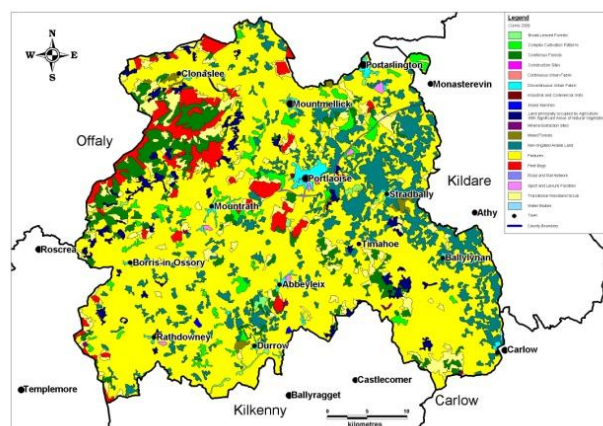 N
W
E
S
Legend
Corine 2000
Broad-Leaved Forests
Complex Cultivation Patterns
Coniferous Forests
Construction Sites
Continuous Urban Fabric
Discontinuous Urban Fabric
Industrial and Commercial Units
Inland Marshes
Land principally occupied by Agriculture
With Significant Areas of Natural Vegetation
Mineral Extraction Sites
Mixed Forests
Non-Irrigated Arable Land
Pastures
Peat Bogs
Road and Rail Network
Sport and Leisure Facilities
Transitional Woodland Scrub
Water Bodies
Town
County Boundary
Portarlington
Clonaslee
Monasterevin
Mountmellick
Offaly
Portlaoise
Kildare
Stradbally
Mountrath
Athy
Roscrea
Timahoe
Borris-in-Ossory
Ballylynan
Abbeyleix
Rathdowney
Durrow
Carlow
Castlecomer
Templemore
Ballyragget
Carlow
Kilkenny
0
5
10
kilometres